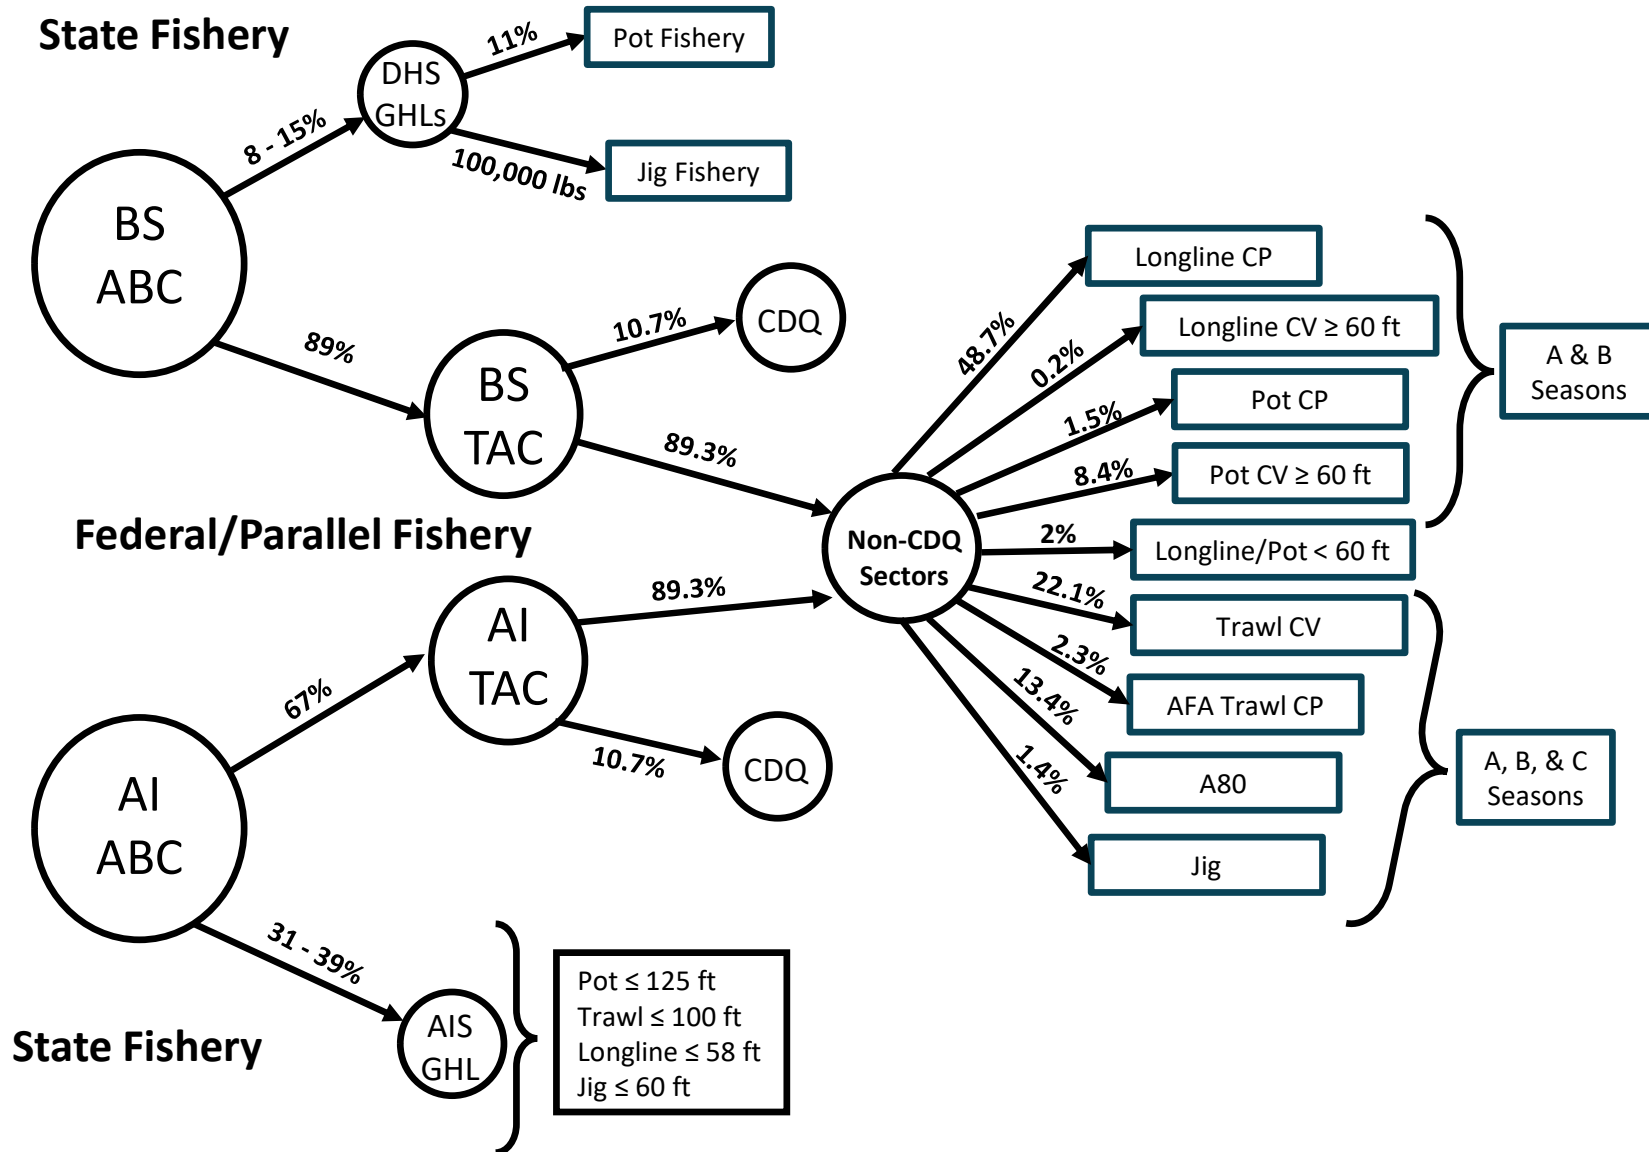 State Fishery
11%
Pot Fishery
DHS
GHLs
8 - 15%
100,000 lbs
Jig Fishery
BS
ABC
89%
BS
TAC
10.7%
CDQ
89.3%
Federal/Parallel Fishery
AI
TAC
89.3%
67%
10.7%
CDQ
AI
ABC
31 - 39%
AIS
GHL
State Fishery
Pot ≤ 125 ft
Trawl ≤ 100 ft
Longline ≤ 58 ft
Jig ≤ 60 ft
Non-CDQ
Sectors
48.7%
Longline CP
0.2%
Longline CV ≥ 60 ft
1.5%
Pot CP
8.4%
Pot CV ≥ 60 ft
2%
Longline/Pot < 60 ft
22.1%
Trawl CV
2.3%
AFA Trawl CP
13.4%
A80
1.4%
Jig
A & B
Seasons
A, B, & C
Seasons